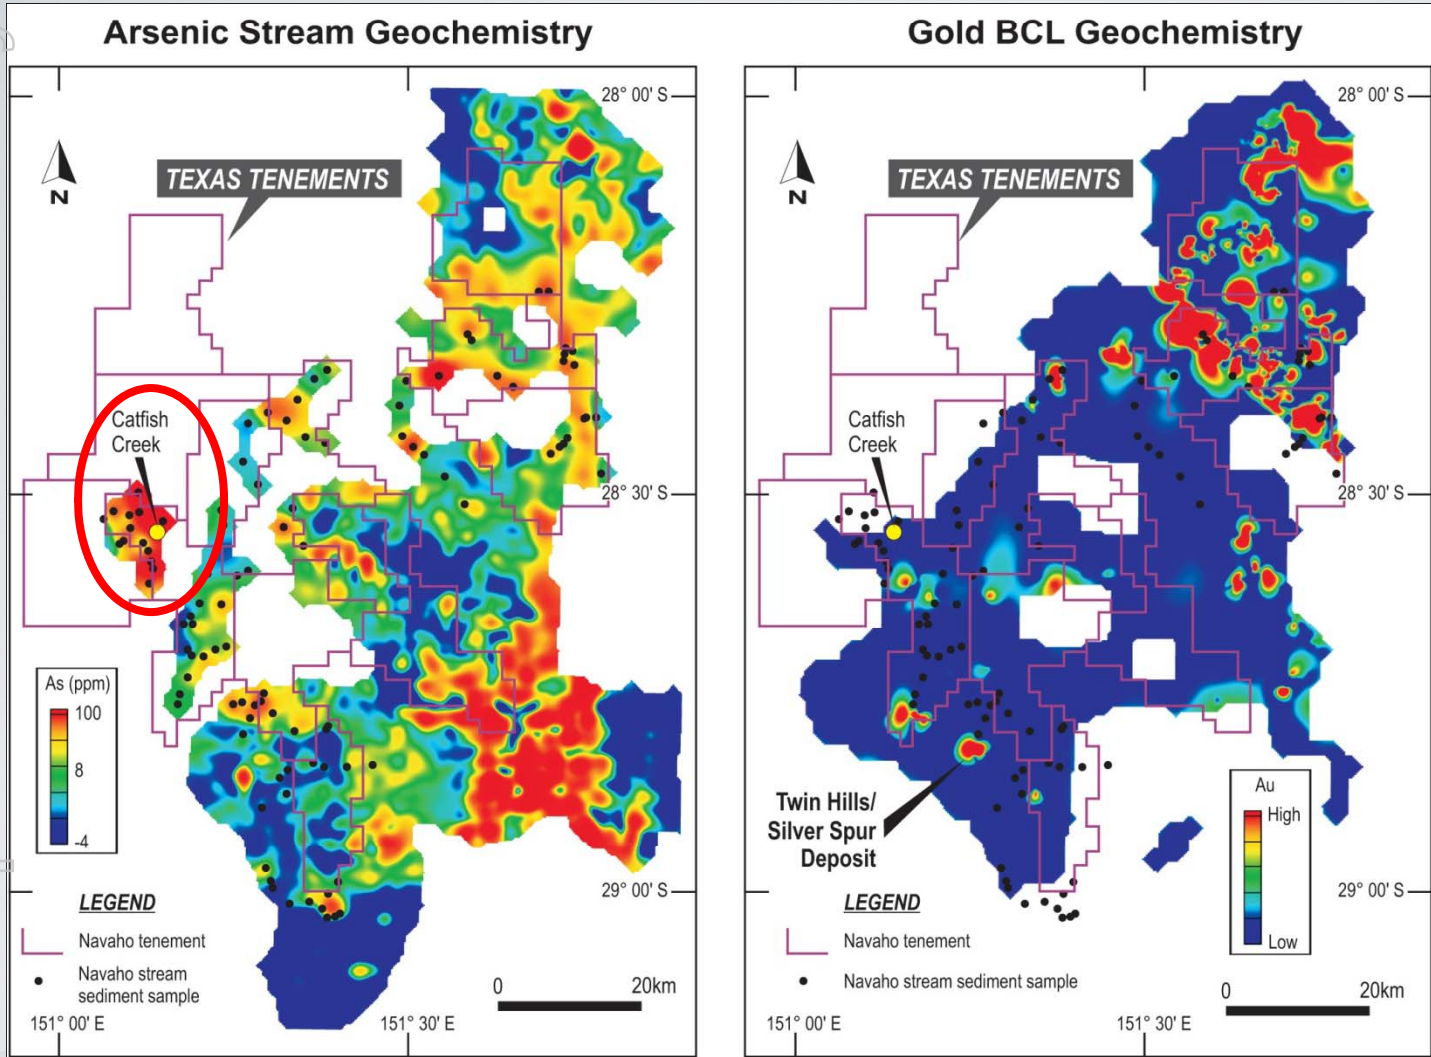 Arsenic Stream Geochemistry
28° 00' S
N
TEXAS TENEMENTS
Catfish
Creek
28° 30' S
As (ppm)
100
8
-4
29° 00' S
LEGEND
Navaho tenement
Navaho stream
sediment sample
0
20km
151° 00' E
151° 30' E
Gold BCL Geochemistry
28° 00' S
N
TEXAS TENEMENTS
Catfish
Creek
28° 30' S
Twin Hills/
Silver Spur
Deposit
Au
High
Low
29° 00' S
LEGEND
Navaho tenement
Navaho stream sediment sample
0
20km
151° 00' E
151° 30' E